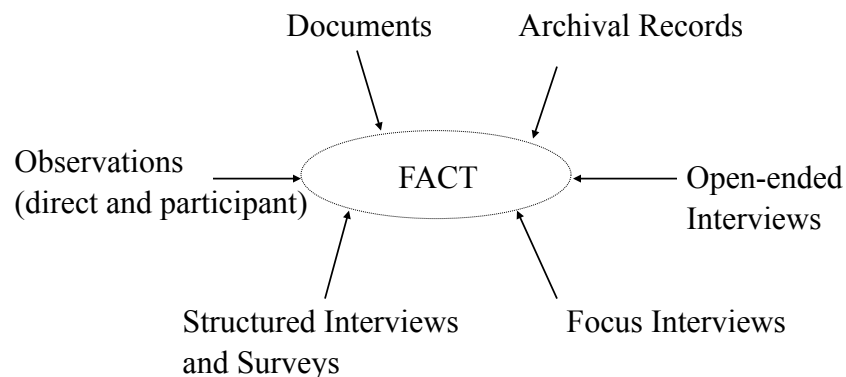 Documents
Archival Records
Observations
(direct and participant)
FACT
Open-ended
Interviews
Structured Interviews
and Surveys
Focus Interviews